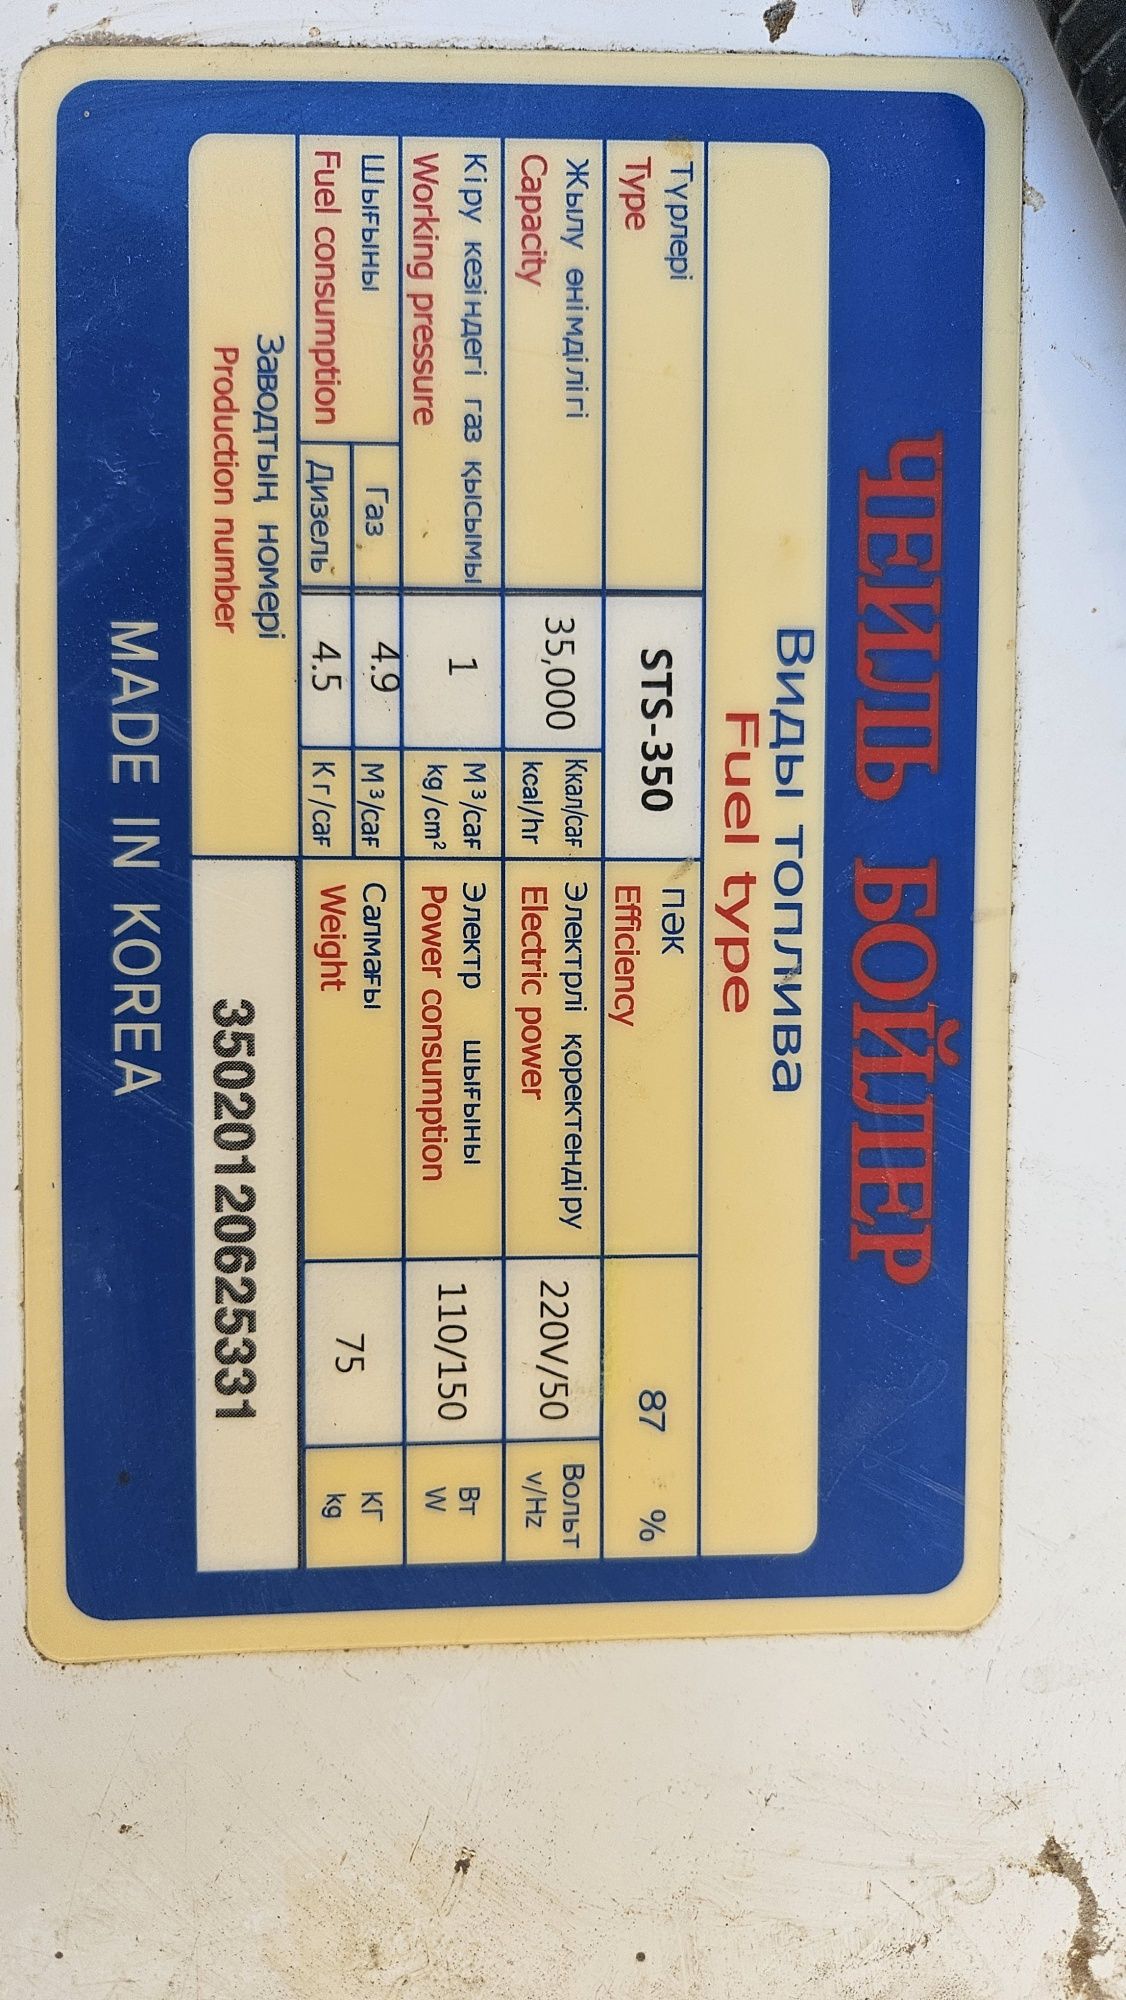 ЧЕИЛЬ БОЙЛЕР
Виды топлива
Fuel type
Түрлері
Type
STS-350
пәк
Efficiency
87 %
Жылу өнімділігі
Capacity
35,000
Ккал/сағ
kcal/hr
Электрлі қоректендіру
Electric power
220V/50
Вольт
v/Hz
Кіру кезіндегі газ қысымы
Working pressure
1
М³/сағ
kg/cm²
Электр шығыны
Power consumption
110/150
Вт
W
Шығыны
Fuel consumption
Газ
4.9
М³/сағ
Дизель
4.5
Кг/сағ
Салмағы
Weight
75
КГ
kg
Заводтың номері
Production number
35020120625331
MADE IN KOREA